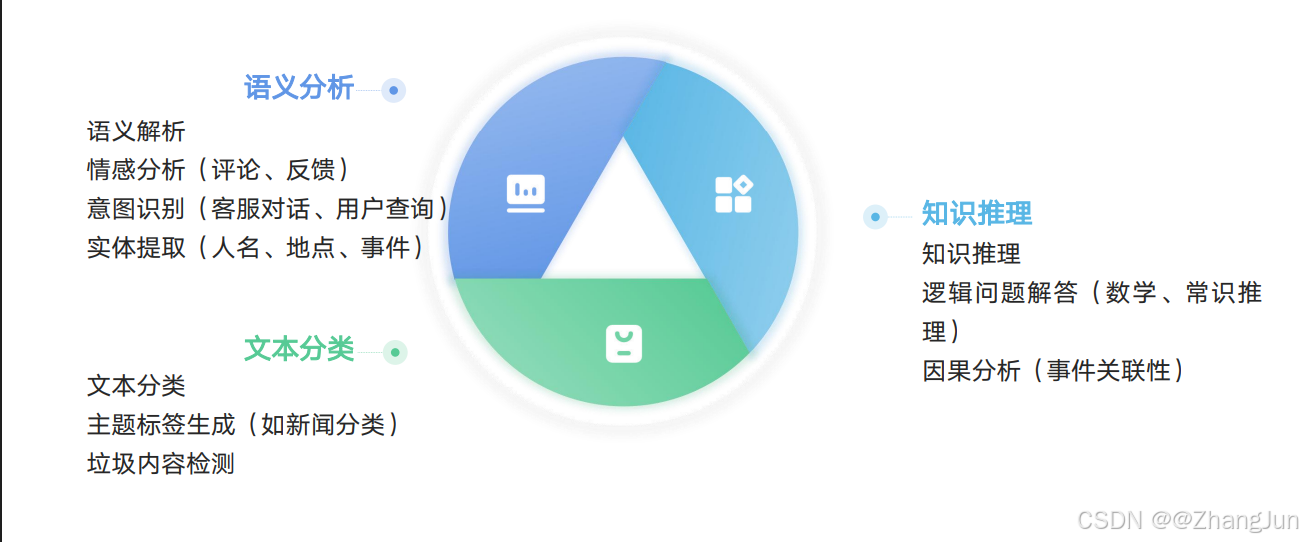 语义分析
语义解析
情感分析（评论、反馈）
意图识别（客服对话、用户查询）
实体提取（人名、地点、事件）
文本分类
文本分类
主题标签生成（如新闻分类）
垃圾内容检测
知识推理
知识推理
逻辑问题解答（数学、常识推
理）
因果分析（事件关联性）
CSDN @@ZhangJun